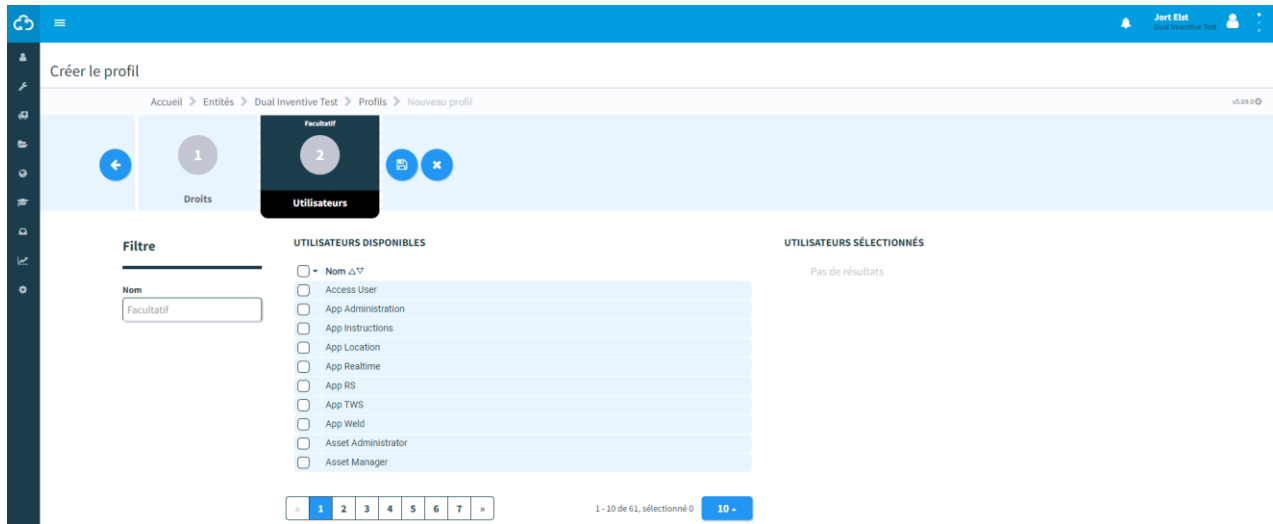 Jort Elst
Dual Inventive Test
Créer le profil
Accueil > Entités > Dual Inventive Test > Profils > Nouveau profil
v5.69.0
1
Droits
Facultatif
2
Utilisateurs
Filtre
Nom
Facultatif
UTILISATEURS DISPONIBLES
Nom
Access User
App Administration
App Instructions
App Location
App Realtime
App RS
App TWS
App Weld
Asset Administrator
Asset Manager
« 1 2 3 4 5 6 7 »
1 - 10 de 61, sélectionné 0
10
UTILISATEURS SÉLECTIONNÉS
Pas de résultats